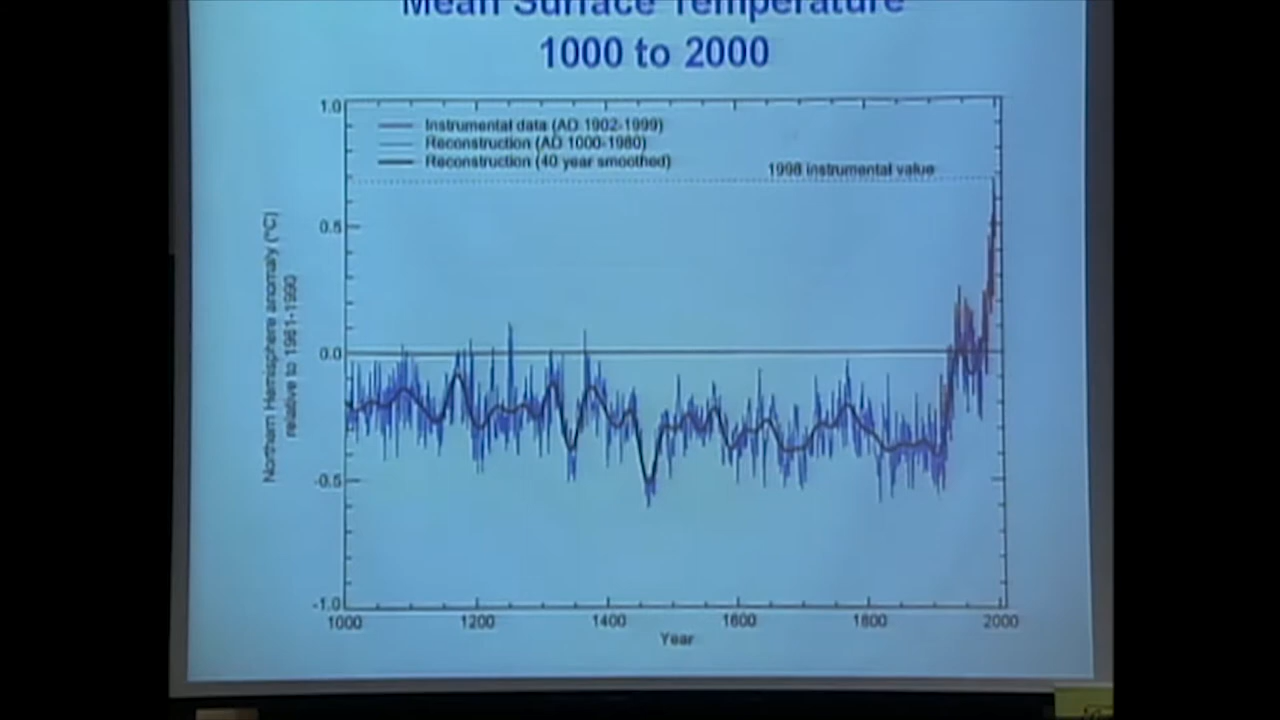 Mean Surface Temperature
1000 to 2000
1.0
Instrumental data (AD 1902-1999)
Reconstruction (AD 1000-1980)
Reconstruction (40 year smoothed)
1998 instrumental value
0.5
0.0
-0.5
-1.0
Northern Hemisphere anomaly (°C)
relative to 1961-1990
1000
1200
1400
1600
1800
2000
Year